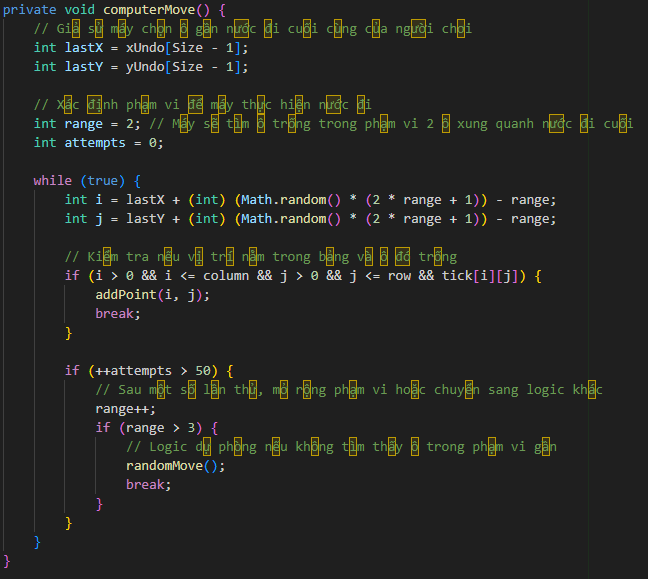 private void computerMove() {
// Giả sử máy chọn ô gần nước đi cuối cùng của người chơi
int lastX = xUndo[Size - 1];
int lastY = yUndo[Size - 1];
// Xác định phạm vi để máy thực hiện nước đi
int range = 2; // Máy sẽ tìm ô trống trong phạm vi 2 ô xung quanh nước đi cuối
int attempts = 0;
while (true) {
int i = lastX + (int) (Math.random() * (2 * range + 1)) - range;
int j = lastY + (int) (Math.random() * (2 * range + 1)) - range;
// Kiểm tra nếu vị trí nằm trong bảng và ô đó trống
if (i > 0 && i <= column && j > 0 && j <= row && tick[i][j]) {
addPoint(i, j);
break;
}
if (++attempts > 50) {
// Sau một số lần thử, mở rộng phạm vi hoặc chuyển sang logic khác
range++;
if (range > 3) {
// Logic dự phòng nếu không tìm thấy ô trong phạm vi gần
randomMove();
break;
}
}
}
}